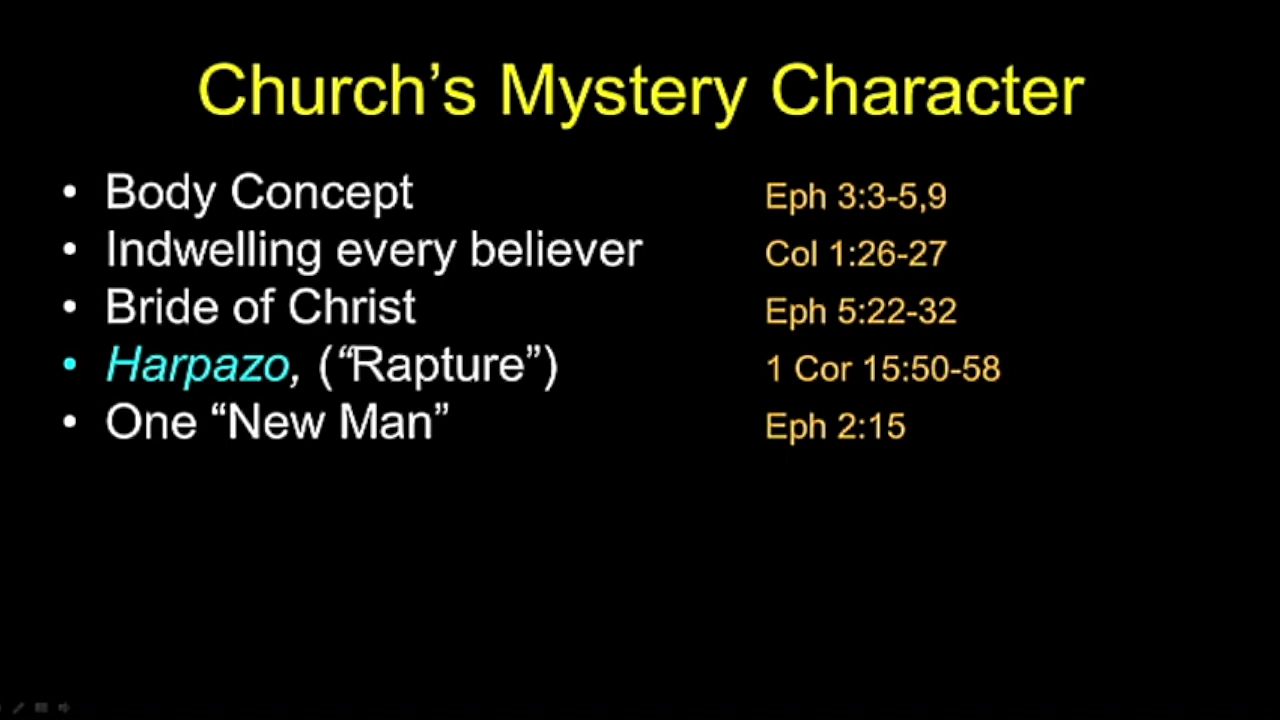 Church’s Mystery Character
• Body Concept Eph 3:3-5,9
• Indwelling every believer Col 1:26-27
• Bride of Christ Eph 5:22-32
• Harpazo, (“Rapture”) 1 Cor 15:50-58
• One “New Man” Eph 2:15